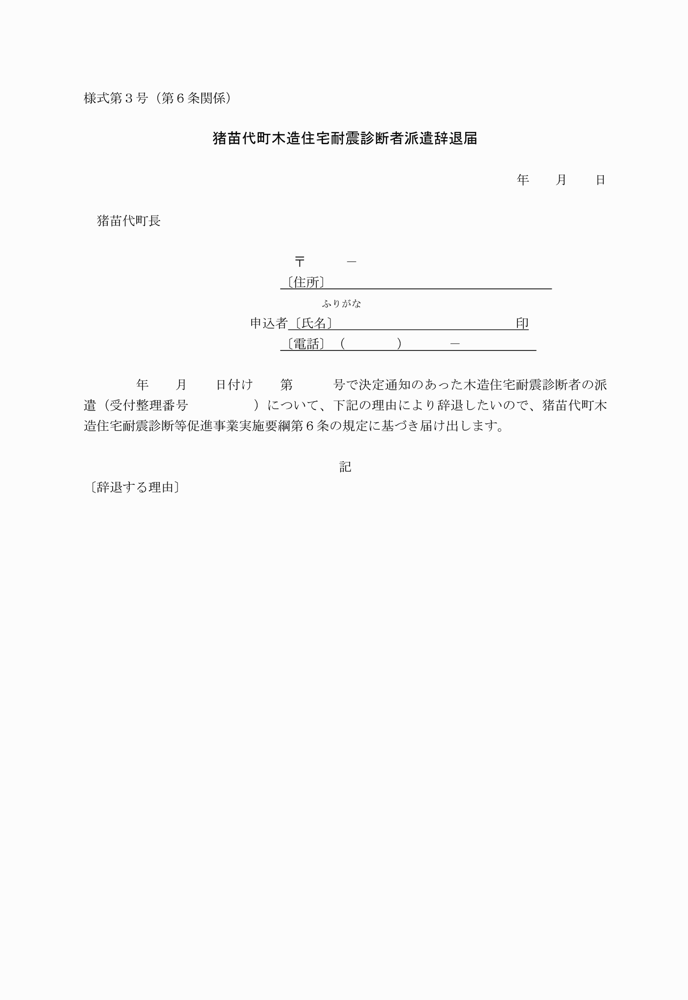 様式第３号（第６条関係）
猪苗代町木造住宅耐震診断者派遣辞退届
年　　月　　日
猪苗代町長
〒　　　－
〔住所〕
ふりがな
申込者〔氏名〕　　　　　　　　　　　　　　印
〔電話〕（　　　　）　　　　－
年　　月　　日付け　　第　　　号で決定通知のあった木造住宅耐震診断者の派
遣（受付整理番号　　　　　）について、下記の理由により辞退したいので、猪苗代町木
造住宅耐震診断等促進事業実施要綱第６条の規定に基づき届け出します。
記
〔辞退する理由〕